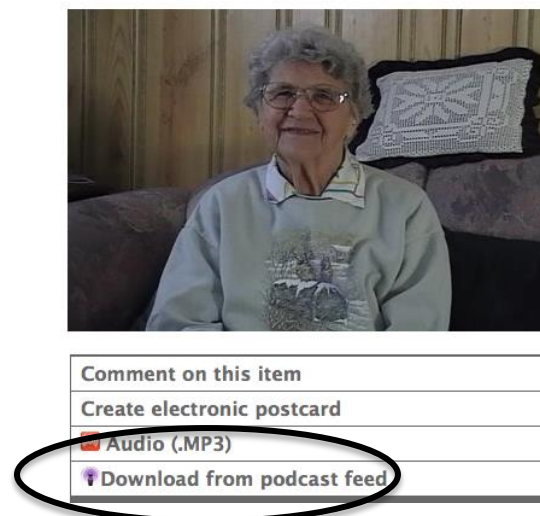 Comment on this item
Create electronic postcard
Audio (.MP3)
Download from podcast feed